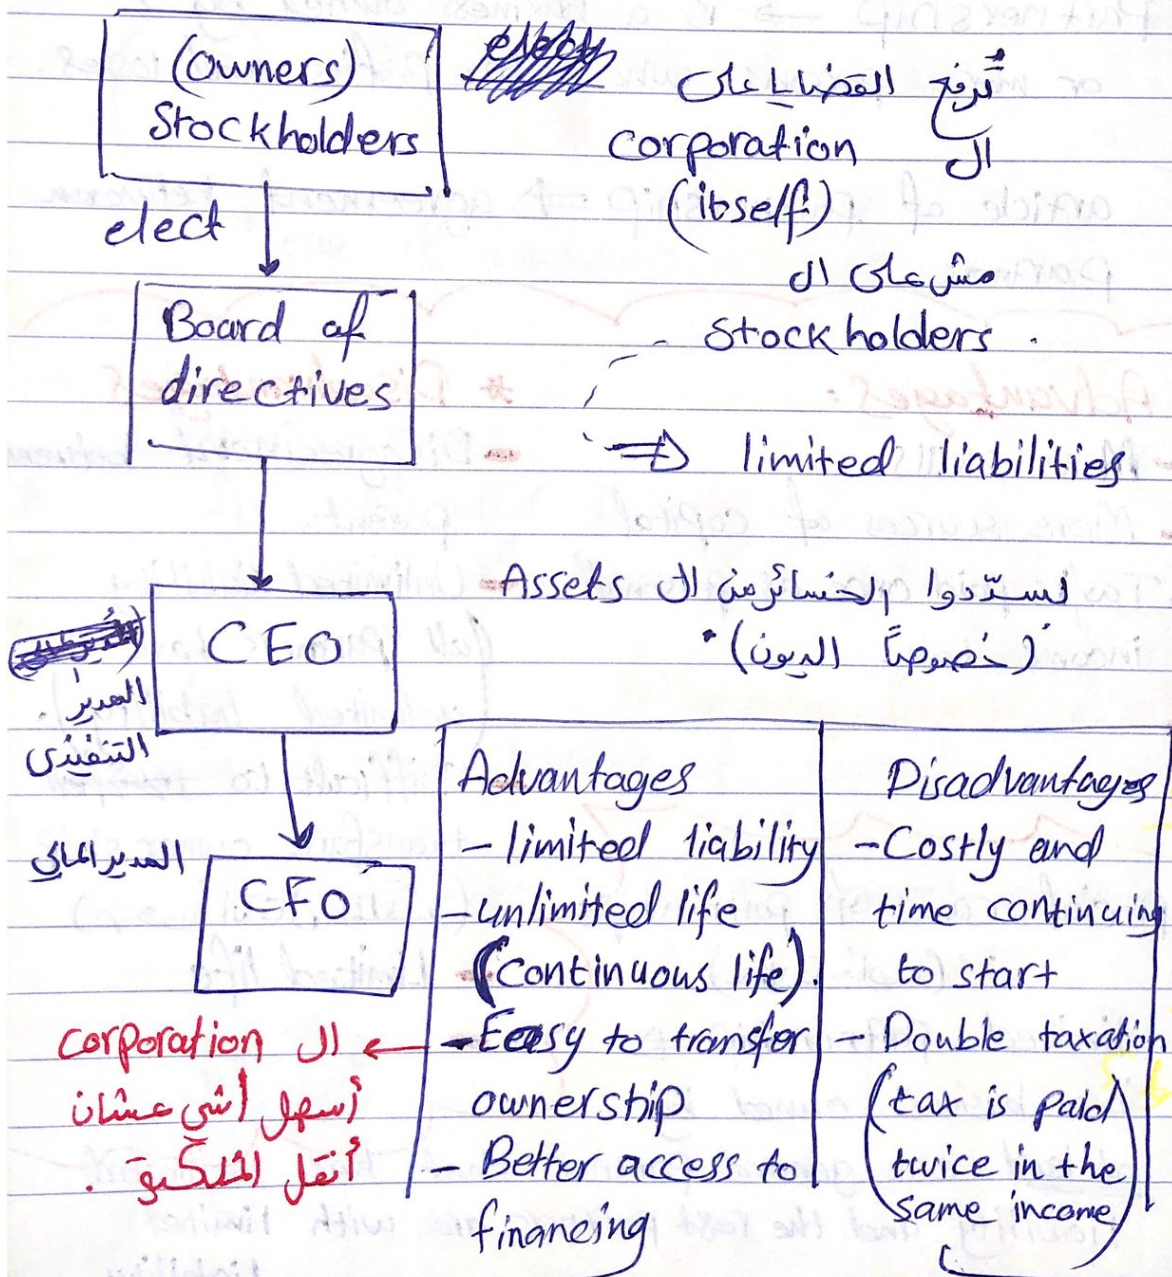 (owners)
Stockholders
elect
Board of
directives
CEO
المدير
التنفيذي
CFO
المدير المالي
تُرفع القضايا على
ال corporation
(itself)
مش على ال
Stockholders.
⇒ limited liabilities.
يسدّدوا الخسائر من ال Assets
(خصوصاً الديون).
Advantages
- limited liability
- unlimited life
(Continuous life).
- Easy to transfer
ownership
- Better access to
financing
ال corporation
أسهل أشي عشان
أنقل الملكية.
Disadvantages
- Costly and
time continuing
to start
- Double taxation
(tax is paid
twice in the
same income)